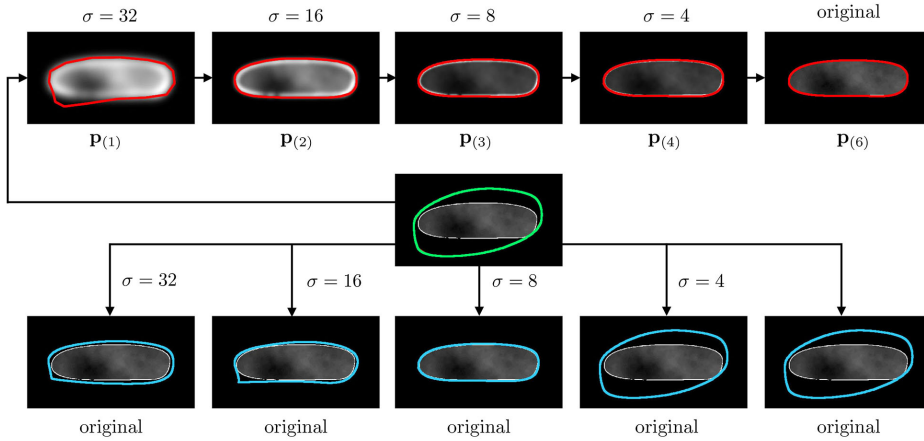 σ = 32 σ = 16 σ = 8 σ = 4 original
p(1) p(2) p(3) p(4) p(6)
σ = 32 σ = 16 σ = 8 σ = 4
original original original original original